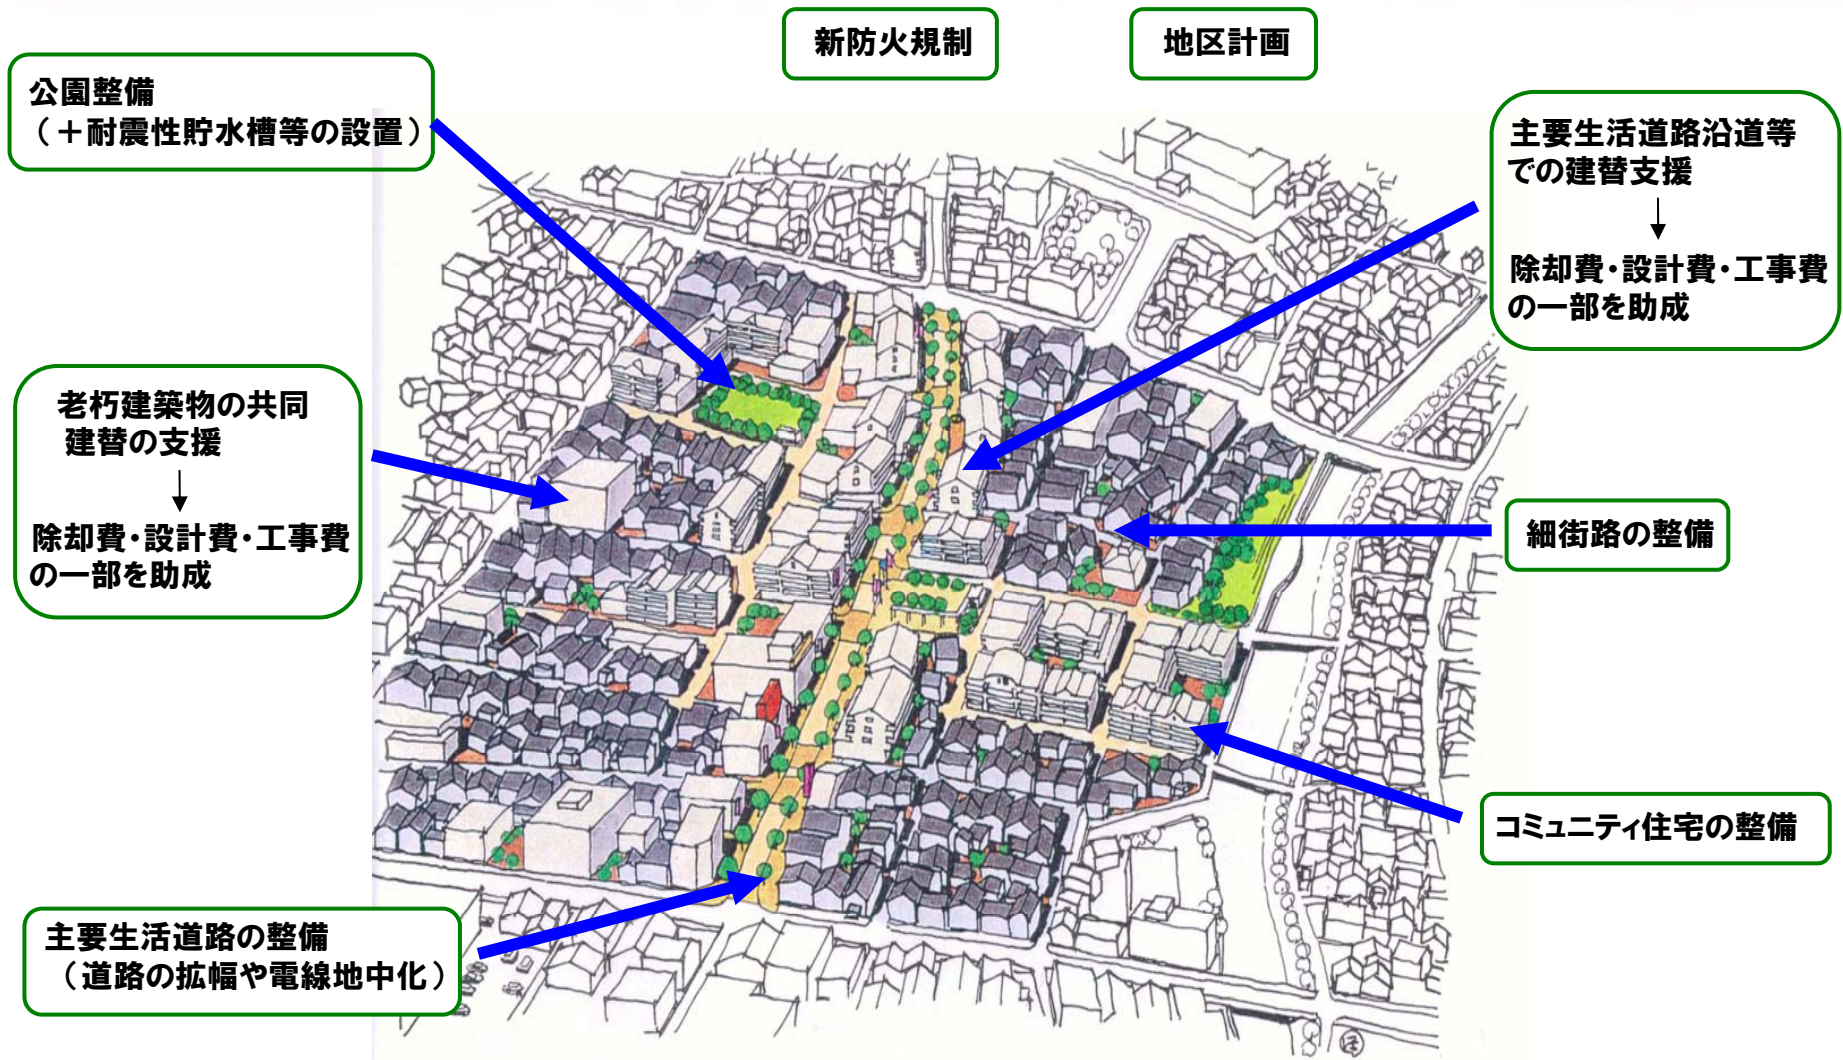 新防火規制
地区計画
公園整備
（＋耐震性貯水槽等の設置）
主要生活道路沿道等
での建替支援
↓
除却費・設計費・工事費
の一部を助成
老朽建築物の共同
建替の支援
↓
除却費・設計費・工事費
の一部を助成
細街路の整備
コミュニティ住宅の整備
主要生活道路の整備
（道路の拡幅や電線地中化）